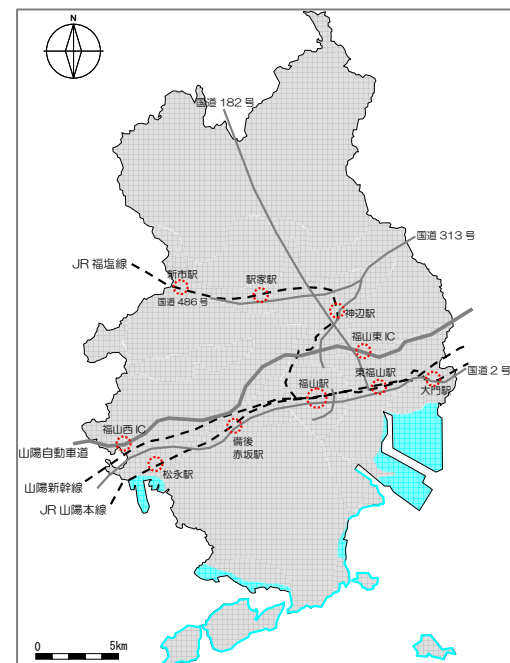 N
国道 182 号
国道 313 号
JR 福塩線
新市駅
駅家駅
国道 486 号
神辺駅
福山東 IC
東福山駅
国道 2 号
福山駅
大門駅
福山西 IC
備後
赤坂駅
山陽自動車道
松永駅
山陽新幹線
JR 山陽本線
0 5km